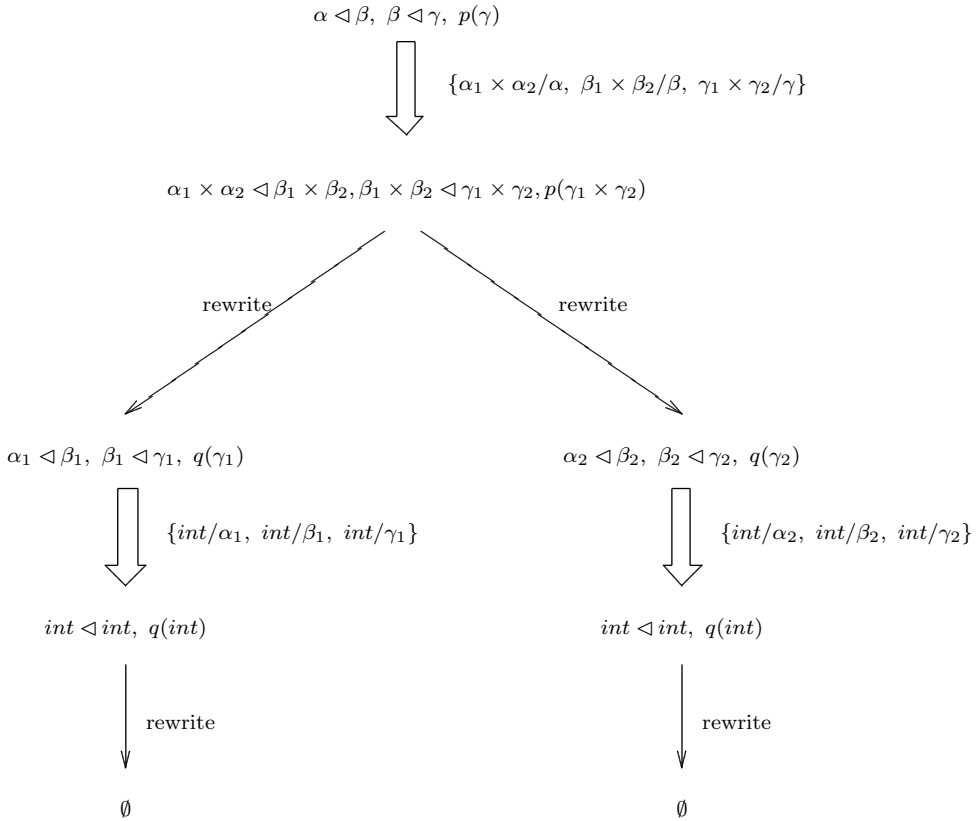 α ◁ β, β ◁ γ, p(γ)
{α₁ × α₂/α, β₁ × β₂/β, γ₁ × γ₂/γ}
α₁ × α₂ ◁ β₁ × β₂, β₁ × β₂ ◁ γ₁ × γ₂, p(γ₁ × γ₂)
rewrite
rewrite
α₁ ◁ β₁, β₁ ◁ γ₁, q(γ₁)
α₂ ◁ β₂, β₂ ◁ γ₂, q(γ₂)
{int/α₁, int/β₁, int/γ₁}
{int/α₂, int/β₂, int/γ₂}
int ◁ int, q(int)
int ◁ int, q(int)
rewrite
rewrite
∅
∅